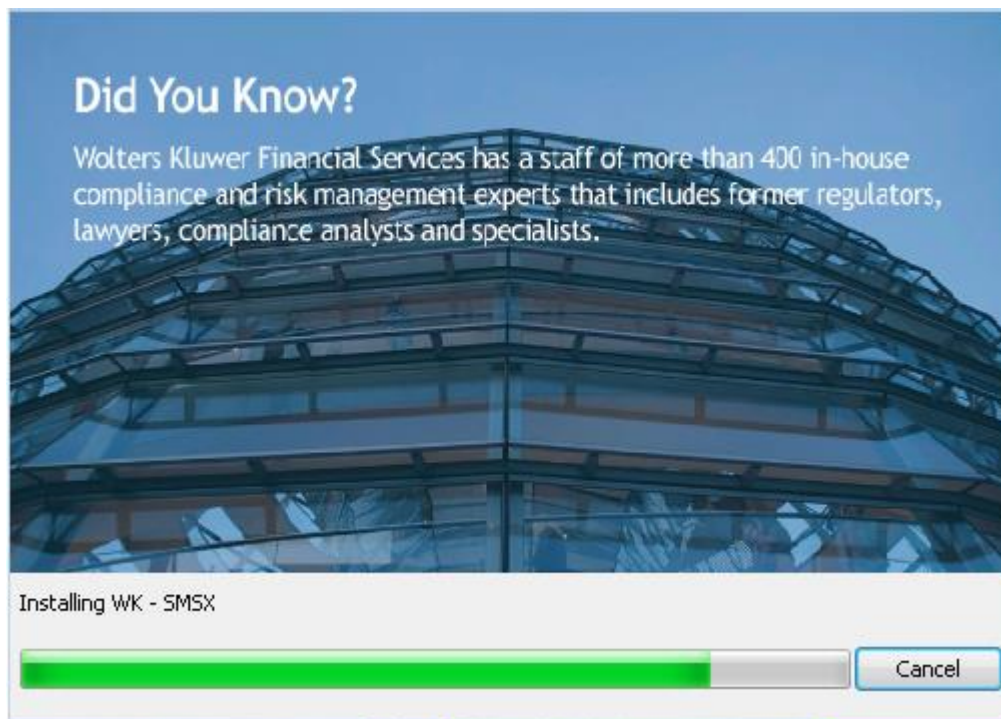 Did You Know?
Wolters Kluwer Financial Services has a staff of more than 400 in-house
compliance and risk management experts that includes former regulators,
lawyers, compliance analysts and specialists.
Installing WK - SMSX
Cancel